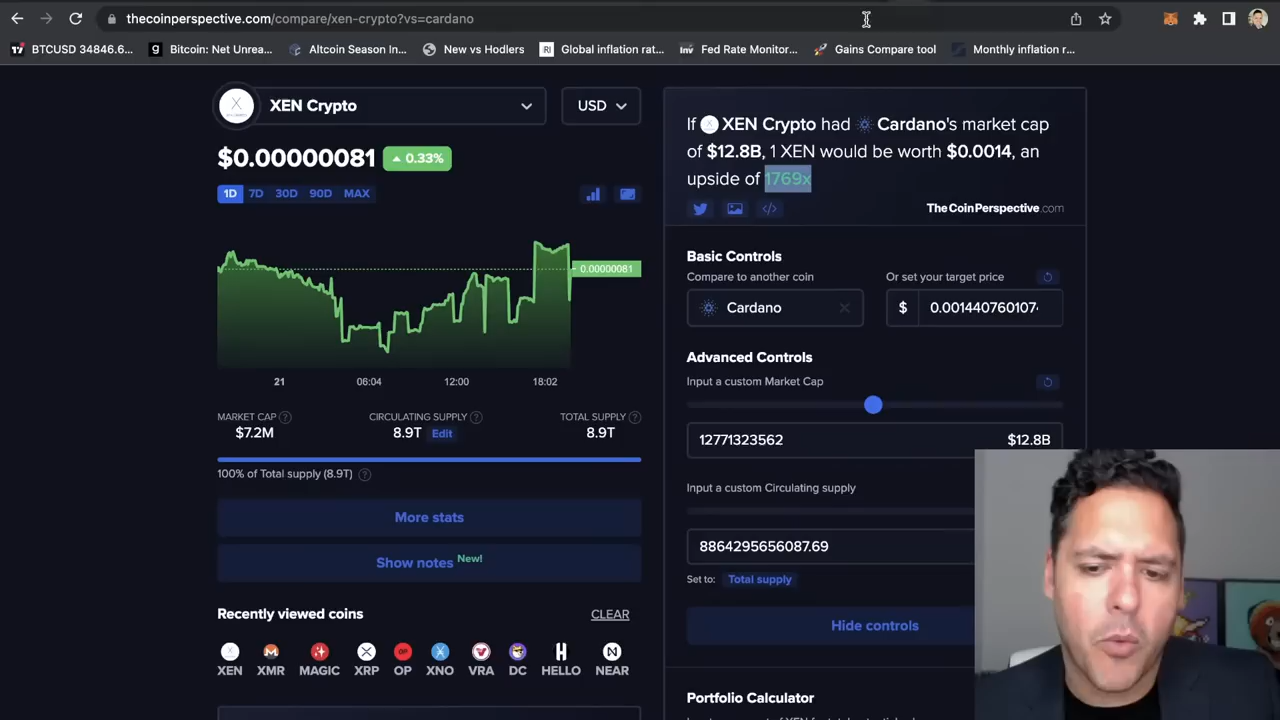 thecoinperspective.com/compare/xen-crypto?vs=cardano
BTCUSD 34846.6... Bitcoin: Net Unrea... Altcoin Season In... New vs Hodlers Global inflation rat... Fed Rate Monitor... Gains Compare tool Monthly inflation r...
XEN Crypto USD
$0.00000081 0.33%
1D 7D 30D 90D MAX
0.00000081
21 06:04 12:00 18:02
MARKET CAP ? CIRCULATING SUPPLY ? TOTAL SUPPLY ?
$7.2M 8.9T Edit 8.9T
100% of Total supply (8.9T) ?
More stats
Show notes New!
Recently viewed coins CLEAR
XEN XMR MAGIC XRP OP XNO VRA DC HELLO NEAR
If XEN Crypto had Cardano's market cap
of $12.8B, 1 XEN would be worth $0.0014, an
upside of 1769x
TheCoinPerspective.com
Basic Controls
Compare to another coin Or set your target price
Cardano $ 0.001440760107
Advanced Controls
Input a custom Market Cap
12771323562 $12.8B
Input a custom Circulating supply
8864295656087.69
Set to: Total supply
Hide controls
Portfolio Calculator